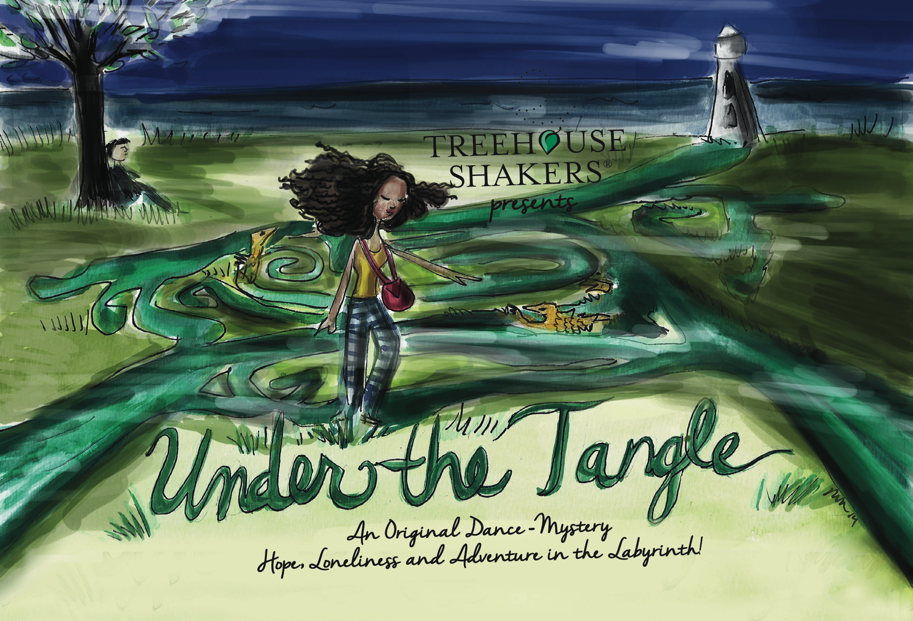 TREEHOUSE
SHAKERS®
presents
Under the Tangle
An Original Dance-Mystery
Hope, Loneliness and Adventure in the Labyrinth!